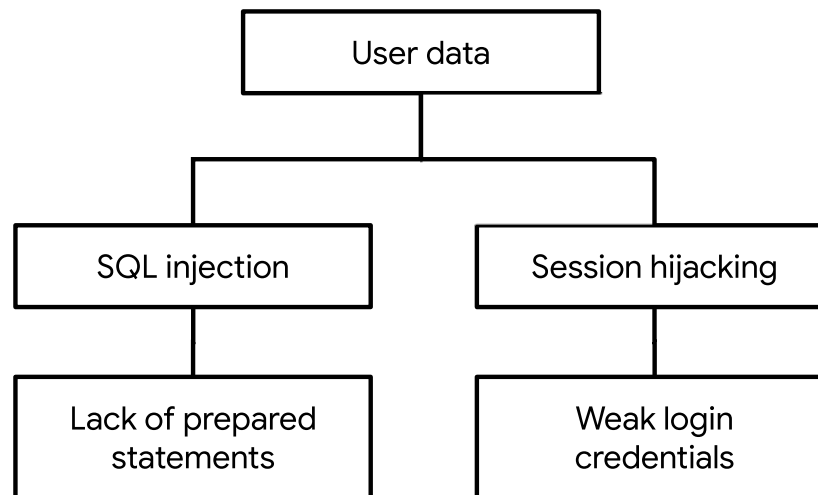 User data
SQL injection
Session hijacking
Lack of prepared
statements
Weak login
credentials